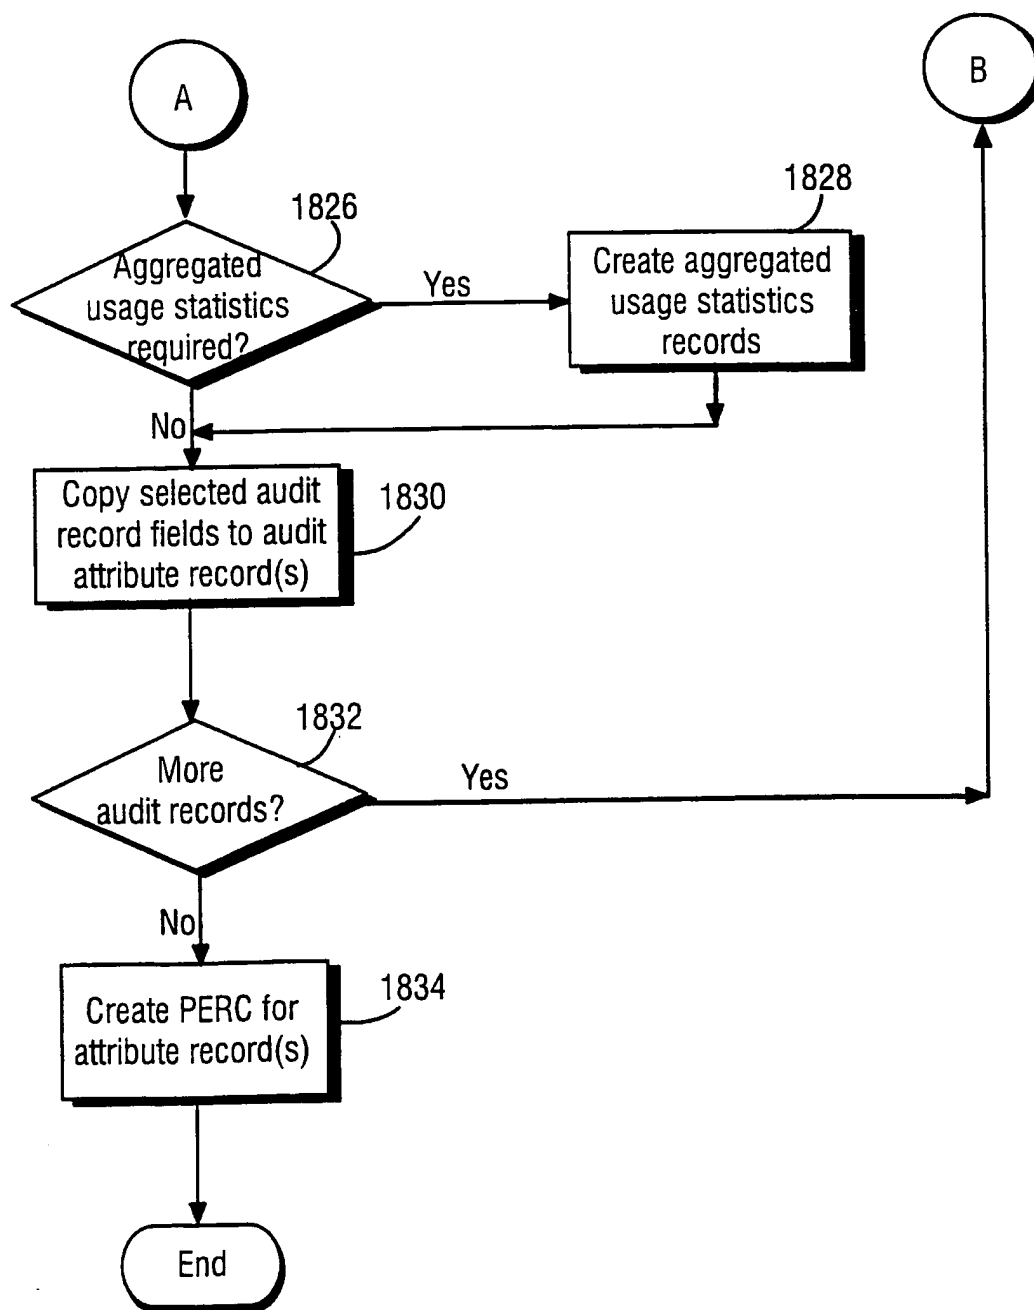 A
B
1826
1828
Aggregated
usage statistics
required?
Yes
Create aggregated
usage statistics
records
No
Copy selected audit
record fields to audit
attribute record(s)
1830
1832
More
audit records?
Yes
No
Create PERC for
attribute record(s)
1834
End